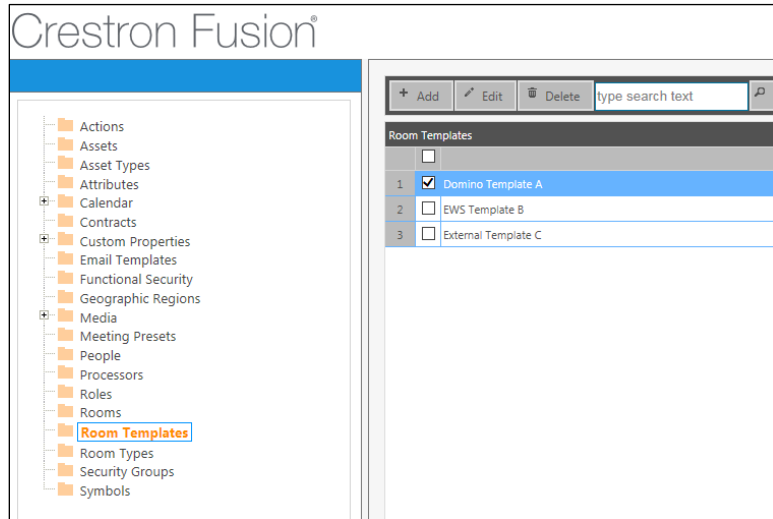 Crestron Fusion®
Actions
Assets
Asset Types
Attributes
Calendar
Contracts
Custom Properties
Email Templates
Functional Security
Geographic Regions
Media
Meeting Presets
People
Processors
Roles
Rooms
Room Templates
Room Types
Security Groups
Symbols
+ Add Edit Delete type search text
Room Templates
1 Domino Template A
2 EWS Template B
3 External Template C